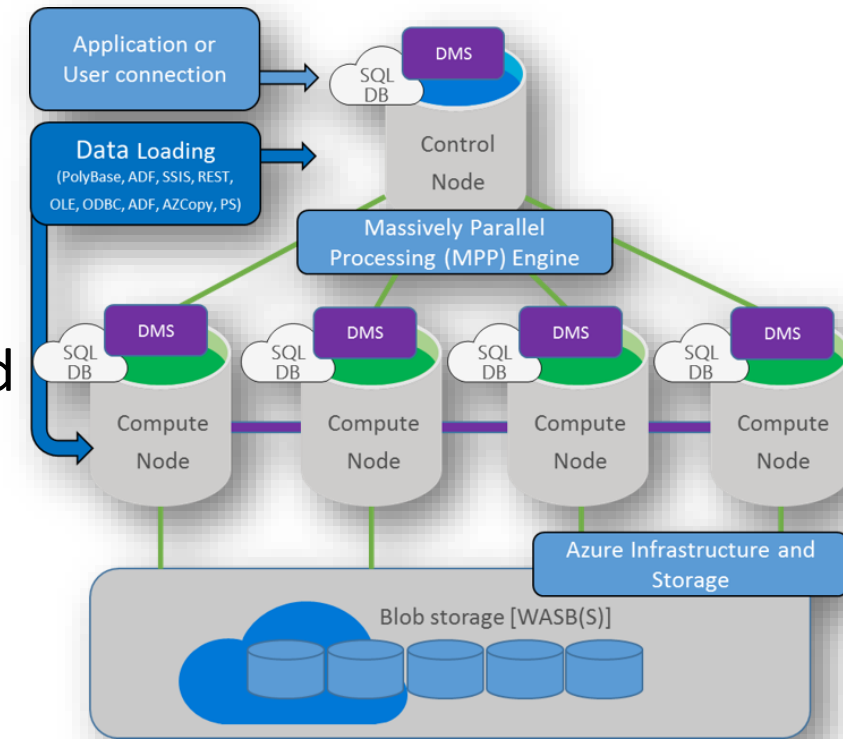 Application or
User connection
DMS
SQL
DB
Control
Node
Data Loading
(PolyBase, ADF, SSIS, REST,
OLE, ODBC, ADF, AZCopy, PS)
Massively Parallel
Processing (MPP) Engine
d
DMS
SQL
DB
Compute
Node
DMS
SQL
DB
Compute
Node
DMS
SQL
DB
Compute
Node
DMS
SQL
DB
Compute
Node
Azure Infrastructure and
Storage
Blob storage [WASB(S)]